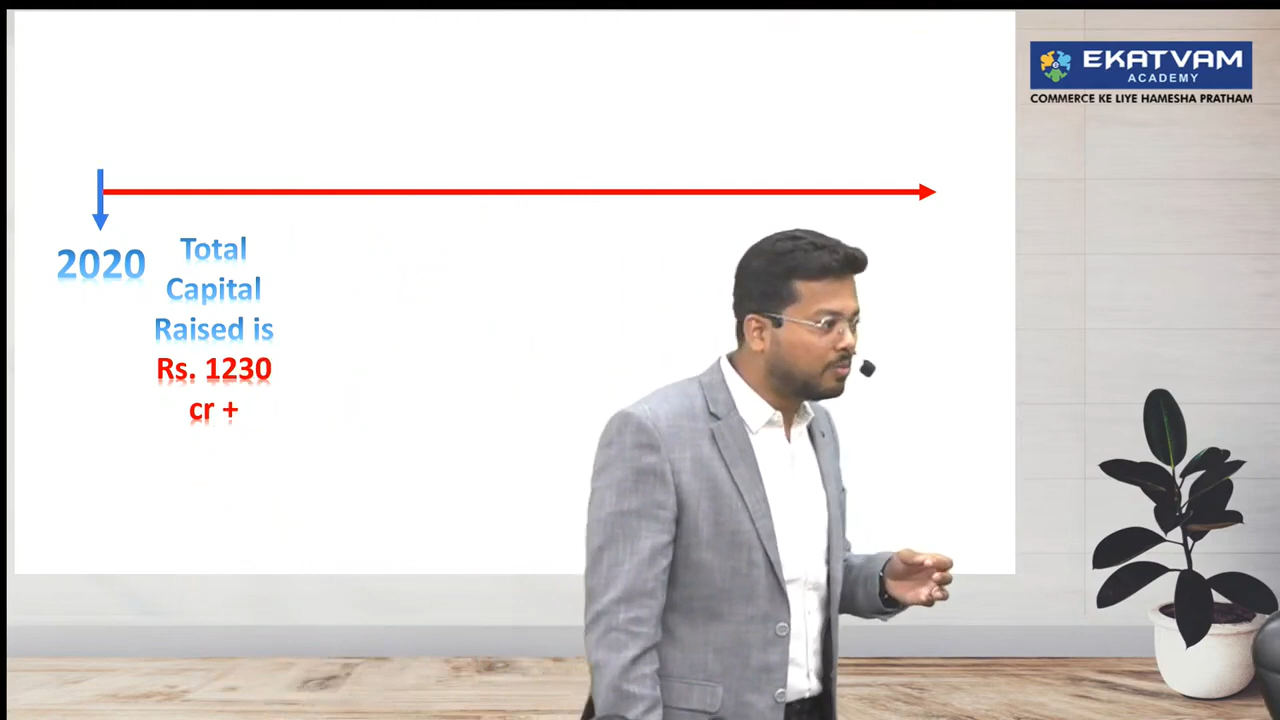 EKATVAM
ACADEMY
COMMERCE KE LIYE HAMESHA PRATHAM
2020
Total
Capital
Raised is
Rs. 1230
cr +